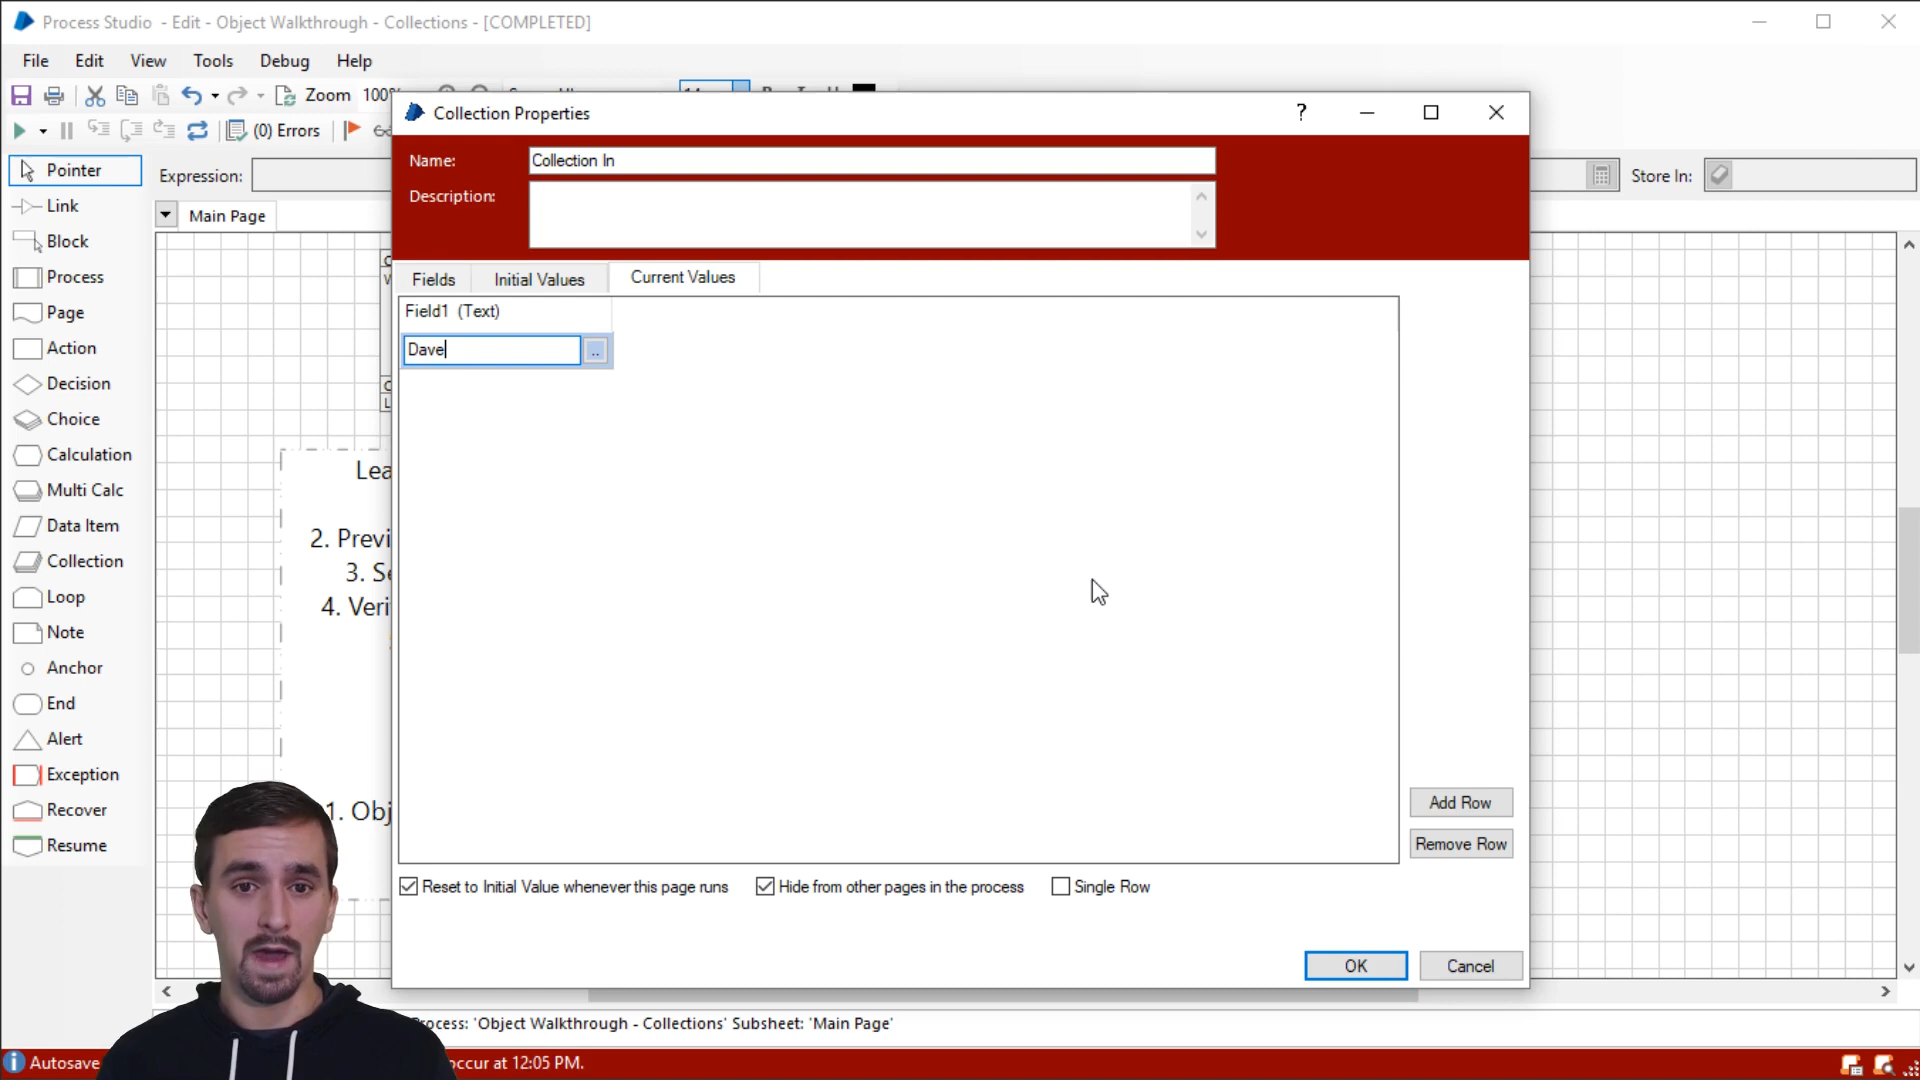 Process Studio - Edit - Object Walkthrough - Collections - [COMPLETED]
File Edit View Tools Debug Help
Zoom 100%
(0) Errors
Collection Properties
?
Name: Collection In
Description:
Pointer
Expression:
Store In:
Link
Main Page
Block
Fields Initial Values Current Values
Process
Field1 (Text)
Page
Action
Dave
..
Decision
Choice
Calculation
Lea
Multi Calc
Data Item
2. Previ
Collection
3. Se
Loop
4. Veri
Note
Anchor
End
Alert
Exception
Recover
1. Obj
Add Row
Resume
Remove Row
Reset to Initial Value whenever this page runs Hide from other pages in the process Single Row
OK Cancel
Process: 'Object Walkthrough - Collections' Subsheet: 'Main Page'
Autosave occur at 12:05 PM.